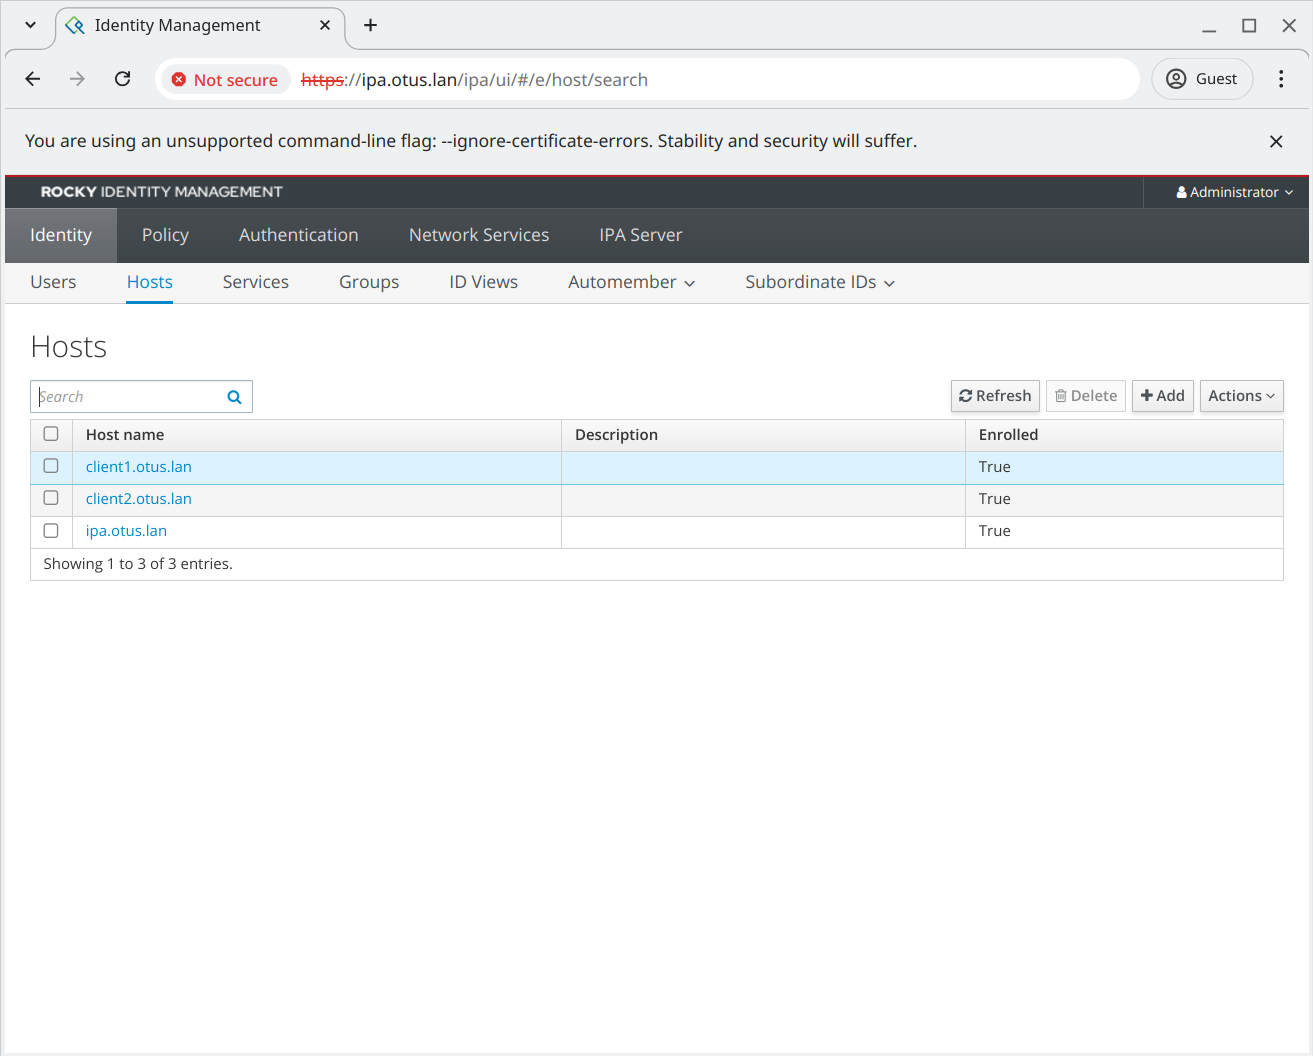 Identity Management
Not secure https://ipa.otus.lan/ipa/ui/#/e/host/search Guest
You are using an unsupported command-line flag: --ignore-certificate-errors. Stability and security will suffer.
ROCKY IDENTITY MANAGEMENT Administrator
Identity Policy Authentication Network Services IPA Server
Users Hosts Services Groups ID Views Automember Subordinate IDs
Hosts
Search Refresh Delete Add Actions
Host name Description Enrolled
client1.otus.lan True
client2.otus.lan True
ipa.otus.lan True
Showing 1 to 3 of 3 entries.